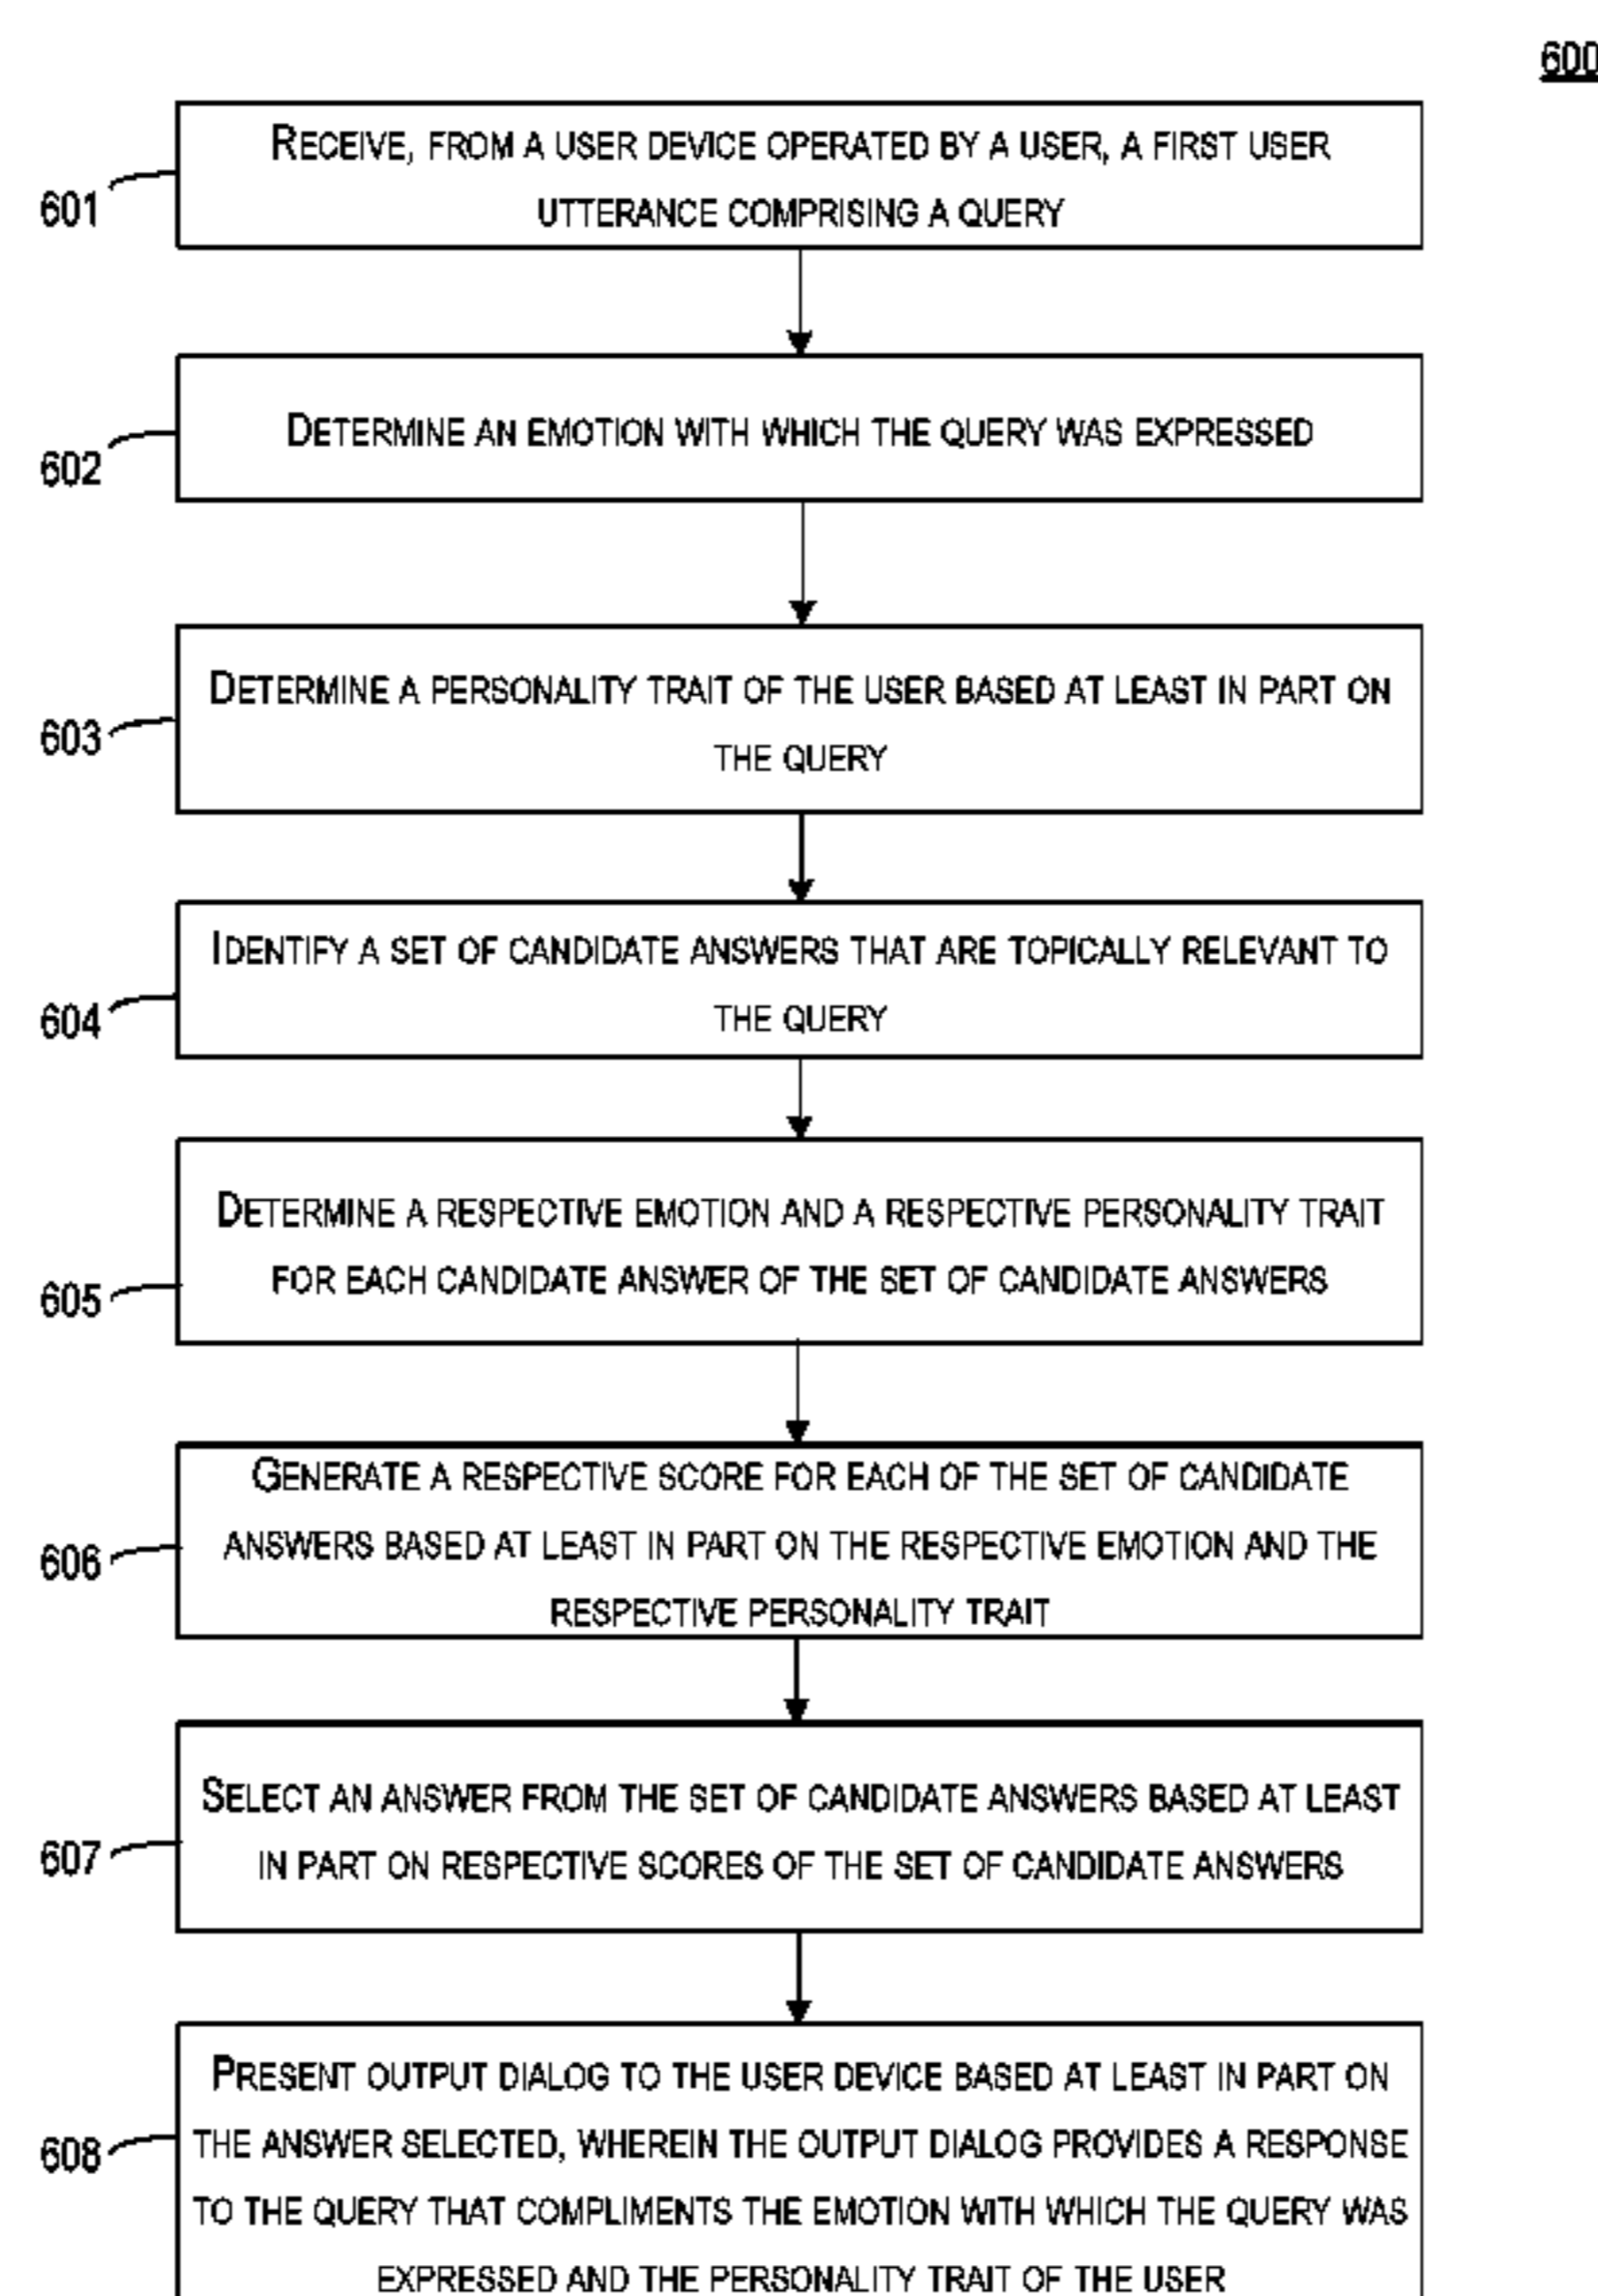 600
RECEIVE, FROM A USER DEVICE OPERATED BY A USER, A FIRST USER
UTTERANCE COMPRISING A QUERY
601
DETERMINE AN EMOTION WITH WHICH THE QUERY WAS EXPRESSED
602
DETERMINE A PERSONALITY TRAIT OF THE USER BASED AT LEAST IN PART ON
THE QUERY
603
IDENTIFY A SET OF CANDIDATE ANSWERS THAT ARE TOPICALLY RELEVANT TO
THE QUERY
604
DETERMINE A RESPECTIVE EMOTION AND A RESPECTIVE PERSONALITY TRAIT
FOR EACH CANDIDATE ANSWER OF THE SET OF CANDIDATE ANSWERS
605
GENERATE A RESPECTIVE SCORE FOR EACH OF THE SET OF CANDIDATE
ANSWERS BASED AT LEAST IN PART ON THE RESPECTIVE EMOTION AND THE
RESPECTIVE PERSONALITY TRAIT
606
SELECT AN ANSWER FROM THE SET OF CANDIDATE ANSWERS BASED AT LEAST
IN PART ON RESPECTIVE SCORES OF THE SET OF CANDIDATE ANSWERS
607
PRESENT OUTPUT DIALOG TO THE USER DEVICE BASED AT LEAST IN PART ON
THE ANSWER SELECTED, WHEREIN THE OUTPUT DIALOG PROVIDES A RESPONSE
TO THE QUERY THAT COMPLIMENTS THE EMOTION WITH WHICH THE QUERY WAS
EXPRESSED AND THE PERSONALITY TRAIT OF THE USER
608